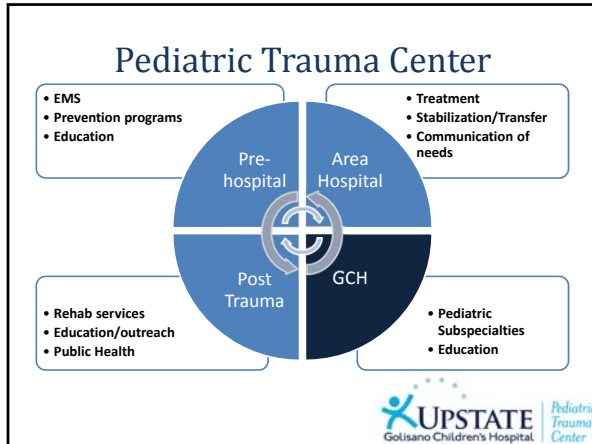 Pediatric Trauma Center
• EMS
• Prevention programs
• Education
• Treatment
• Stabilization/Transfer
• Communication of
needs
Pre-
hospital
Area
Hospital
Post
Trauma
GCH
• Rehab services
• Education/outreach
• Public Health
• Pediatric
Subspecialties
• Education
UPSTATE
Golisano Children's Hospital
Pediatric
Trauma
Center